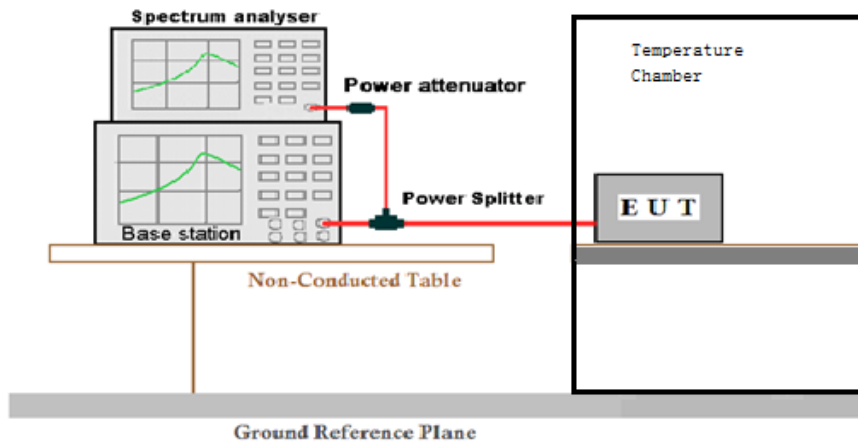 Spectrum analyser
Temperature
Chamber
Power attenuator
Power Splitter
E U T
Base station
Non-Conducted Table
Ground Reference Plane